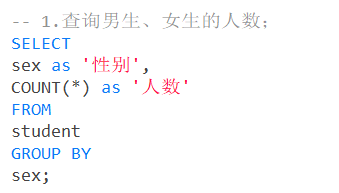 -- 1.查询男生、女生的人数;
SELECT
sex as '性别',
COUNT(*) as '人数'
FROM
student
GROUP BY
sex;